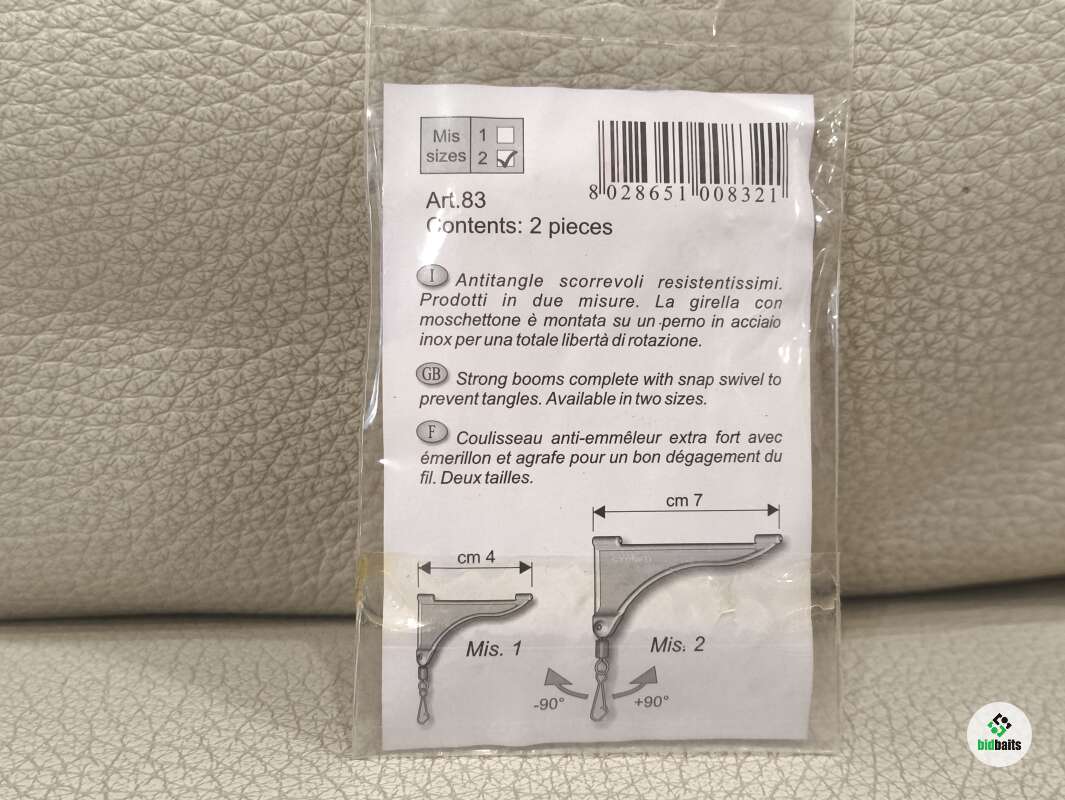 Mis sizes
1
2
8 028651 008321
Art.83
Contents: 2 pieces
I Antitangle scorrevoli resistentissimi.
Prodotti in due misure. La girella con
moschettone è montata su un perno in acciaio
inox per una totale libertà di rotazione.
GB Strong booms complete with snap swivel to
prevent tangles. Available in two sizes.
F Coulisseau anti-emmêleur extra fort avec
émerillon et agrafe pour un bon dégagement du
fil. Deux tailles.
cm 7
cm 4
Mis. 1
Mis. 2
-90°
+90°
bidbaits